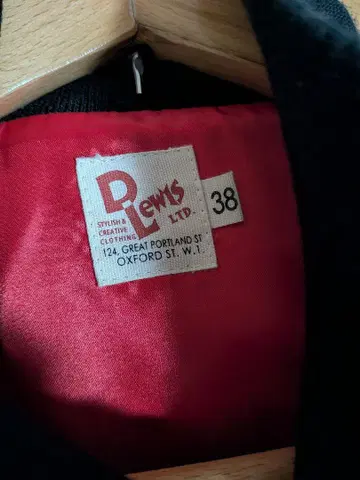 D Lewis
LTD.
STYLISH &
CREATIVE
CLOTHING
124, GREAT PORTLAND ST
OXFORD ST. W.1.
38